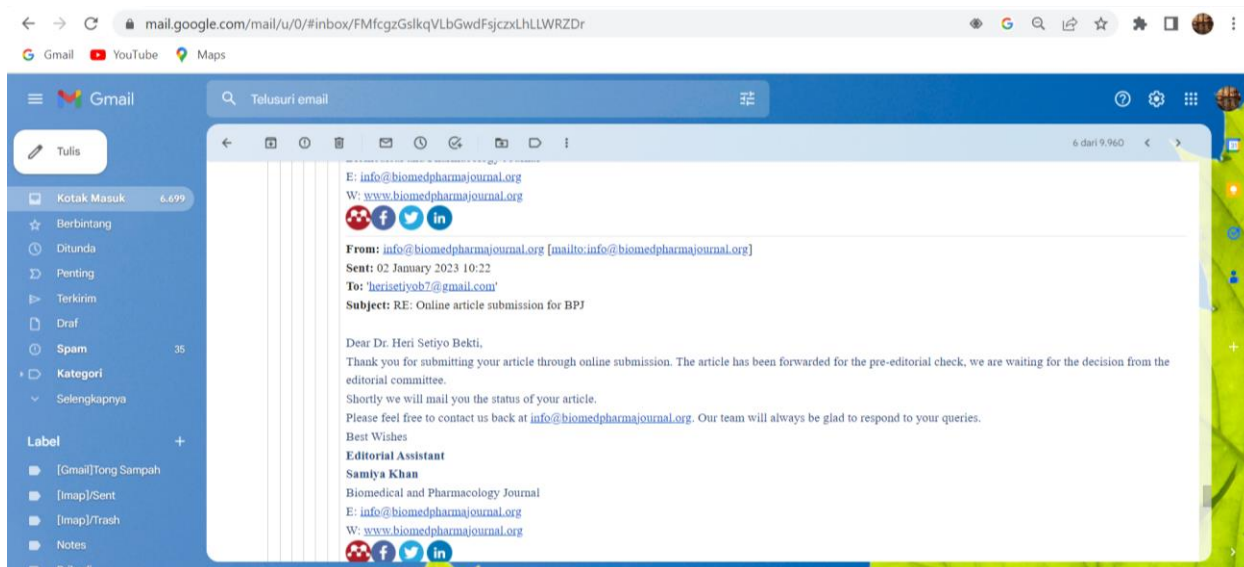 mail.google.com/mail/u/0/#inbox/FMfcgzGslkqVLbGwdFsjczxLhLLWRZDr
Gmail YouTube Maps
Gmail
Telusuri email
Tulis
6 dari 9.960
Kotak Masuk 6.699
Berbintang
Ditunda
Penting
Terkirim
Draf
Spam 35
Kategori
Selengkapnya
Label
[Gmail]Tong Sampah
[Imap]/Sent
[Imap]/Trash
Notes
E: info@biomedpharmajournal.org
W: www.biomedpharmajournal.org
From: info@biomedpharmajournal.org [mailto:info@biomedpharmajournal.org]
Sent: 02 January 2023 10:22
To: 'herisetiyob7@gmail.com'
Subject: RE: Online article submission for BPJ
Dear Dr. Heri Setiyo Bekti,
Thank you for submitting your article through online submission. The article has been forwarded for the pre-editorial check, we are waiting for the decision from the
editorial committee.
Shortly we will mail you the status of your article.
Please feel free to contact us back at info@biomedpharmajournal.org. Our team will always be glad to respond to your queries.
Best Wishes
Editorial Assistant
Samiya Khan
Biomedical and Pharmacology Journal
E: info@biomedpharmajournal.org
W: www.biomedpharmajournal.org